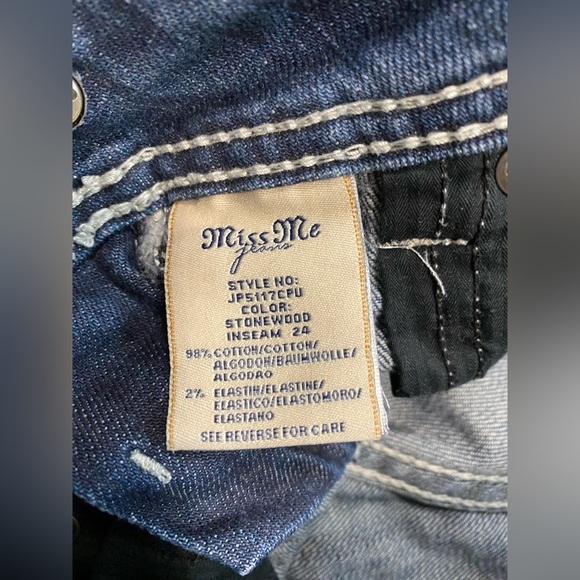 Miss Me
jeans
STYLE NO:
JP5117CPU
COLOR:
STONEWOOD
INSEAM 24
98% COTTON/COTTON/
ALGODON/BAUMWOLLE/
ALGODAO
2% ELASTIN/ELASTINE/
ELASTICO/ELASTOMORO/
ELASTANO
SEE REVERSE FOR CARE